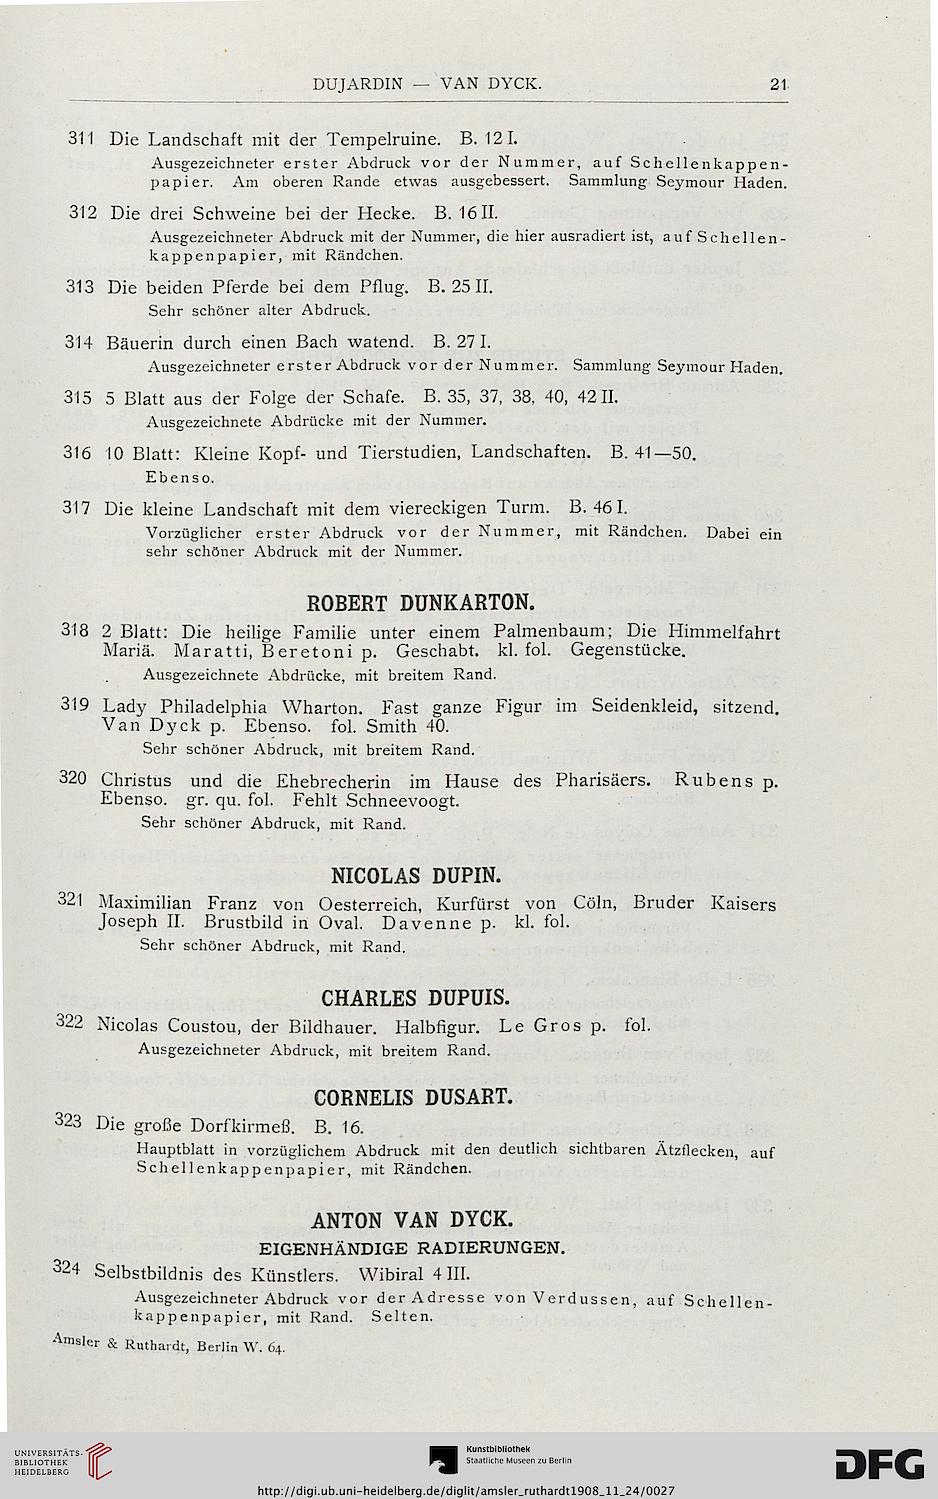 DUJARDIN — VAN DYCK. 21
311 Die Landschaft mit der Tempelruine. B. 12 I.
Ausgezeichneter erster Abdruck vor der Nummer, auf Schellenkappen-
papier. Am oberen Rande etwas ausgebessert. Sammlung Seymour Haden.
312 Die drei Schweine bei der Hecke. B. 16 II.
Ausgezeichneter Abdruck mit der Nummer, die hier ausradiert ist, auf Schellen-
kappenpapier, mit Rändchen.
313 Die beiden Pferde bei dem Pflug. B. 25 II.
Sehr schöner alter Abdruck.
314 Bäuerin durch einen Bach watend. B. 27 I.
Ausgezeichneter erster Abdruck vor der Nummer. Sammlung Seymour Haden.
315 5 Blatt aus der Folge der Schafe. B. 35, 37, 38, 40, 42 II.
Ausgezeichnete Abdrücke mit der Nummer.
316 10 Blatt: Kleine Kopf- und Tierstudien, Landschaften. B. 41—50.
Ebenso.
317 Die kleine Landschaft mit dem viereckigen Turm. B. 46 I.
Vorzüglicher erster Abdruck vor der Nummer, mit Rändchen. Dabei ein
sehr schöner Abdruck mit der Nummer.
ROBERT DUNKARTON.
318 2 Blatt: Die heilige Familie unter einem Palmenbaum; Die Himmelfahrt
Mariä. Maratti, Beretoni p. Geschabt. kl. fol. Gegenstücke.
Ausgezeichnete Abdrücke, mit breitem Rand.
319 Lady Philadelphia Wharton. Fast ganze Figur im Seidenkleid, sitzend.
Van Dyck p. Ebenso. fol. Smith 40.
Sehr schöner Abdruck, mit breitem Rand.
320 Christus und die Ehebrecherin im Hause des Pharisäers. Rubens p.
Ebenso. gr. qu. fol. Fehlt Schneevoogt.
Sehr schöner Abdruck, mit Rand.
NICOLAS DUPIN.
321 Maximilian Franz von Oesterreich, Kurfürst von Cöln, Bruder Kaisers
Joseph II. Brustbild in Oval. Davenne p. kl. fol.
Sehr schöner Abdruck, mit Rand.
CHARLES DUPUIS.
322 Nicolas Coustou, der Bildhauer. Halbfigur. Le Gros p. fol.
Ausgezeichneter Abdruck, mit breitem Rand.
CORNELIS DUSART.
323 Die große Dorfkirmeß. B. 16.
Hauptblatt in vorzüglichem Abdruck mit den deutlich sichtbaren Ätzflecken, auf
Schellenkappenpapier, mit Rändchen.
ANTON VAN DYCK.
EIGENHÄNDIGE RADIERUNGEN.
324 Selbstbildnis des Künstlers. Wibiral 4 III.
Ausgezeichneter Abdruck vor der Adresse von Verdussen, auf Schellen-
kappenpapier, mit Rand. Selten.
Amsler & Ruthardt, Berlin W. 64.
UNIVERSITÄTS-
BIBLIOTHEK
HEIDELBERG
Kunstbibliothek
Staatliche Museen zu Berlin
DFG
http://digi.ub.uni-heidelberg.de/diglit/amsler_ruthardt1908_11_24/0027